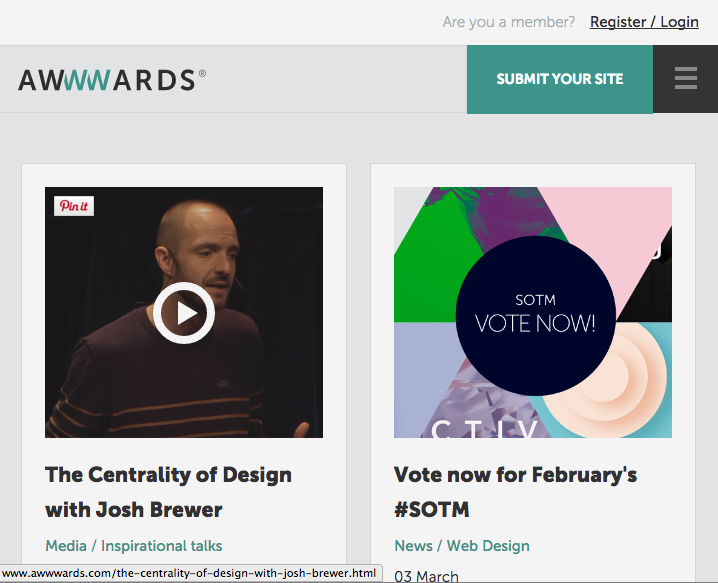 Are you a member? Register / Login
AWWWARDS®
SUBMIT YOUR SITE
Pin it
SOTM
VOTE NOW!
CTIV
The Centrality of Design
with Josh Brewer
Media / Inspirational talks
Vote now for February's
#SOTM
News / Web Design
03 March
www.awwwards.com/the-centrality-of-design-with-josh-brewer.html